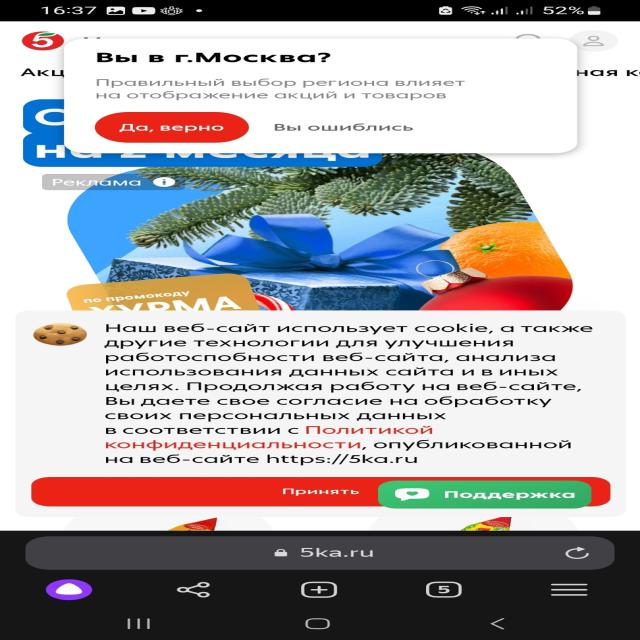 16:37
52%
5
Вы в г.Москва?
Правильный выбор региона влияет
на отображение акций и товаров
Да, верно
Вы ошиблись
Акц
ная к
на 2 месяца
Реклама
по промокоду
ХУРМА
Наш веб-сайт использует cookie, а также
другие технологии для улучшения
работоспособности веб-сайта, анализа
использования данных сайта и в иных
целях. Продолжая работу на веб-сайте,
Вы даете свое согласие на обработку
своих персональных данных
в соответствии с Политикой
конфиденциальности, опубликованной
на веб-сайте https://5ka.ru
Принять
Поддержка
5ka.ru
5